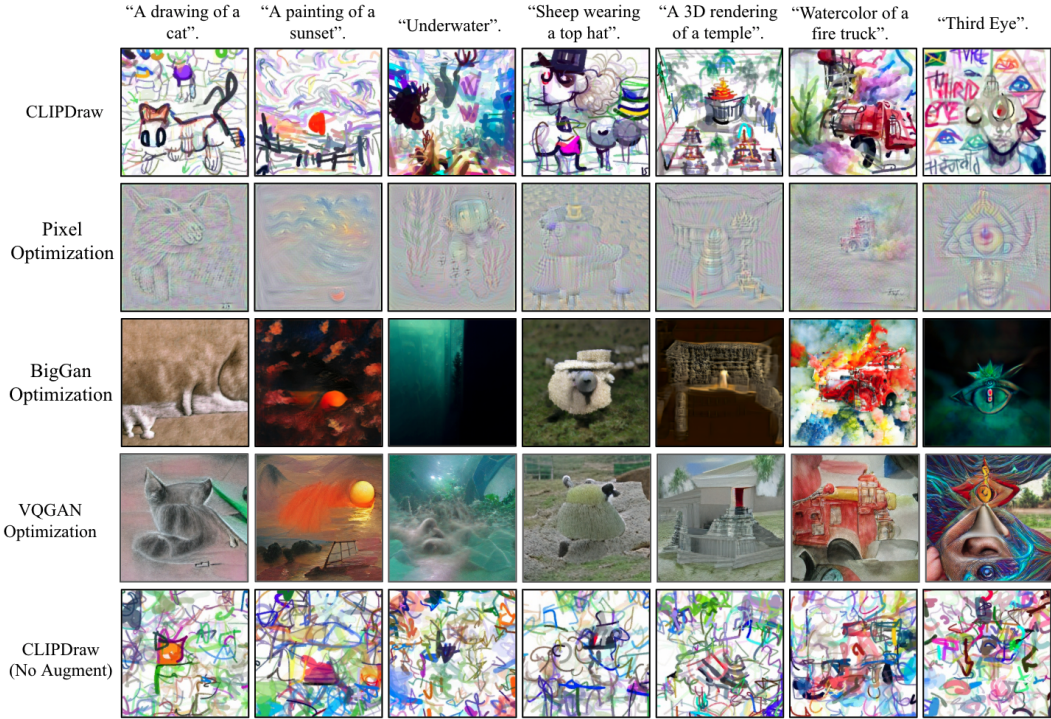 “A drawing of a
cat”.
“A painting of a
sunset”.
“Underwater”.
“Sheep wearing
a top hat”.
“A 3D rendering
of a temple”.
“Watercolor of a
fire truck”.
“Third Eye”.
CLIPDraw
THIRD
EYE
Pixel
Optimization
BigGan
Optimization
VQGAN
Optimization
CLIPDraw
(No Augment)